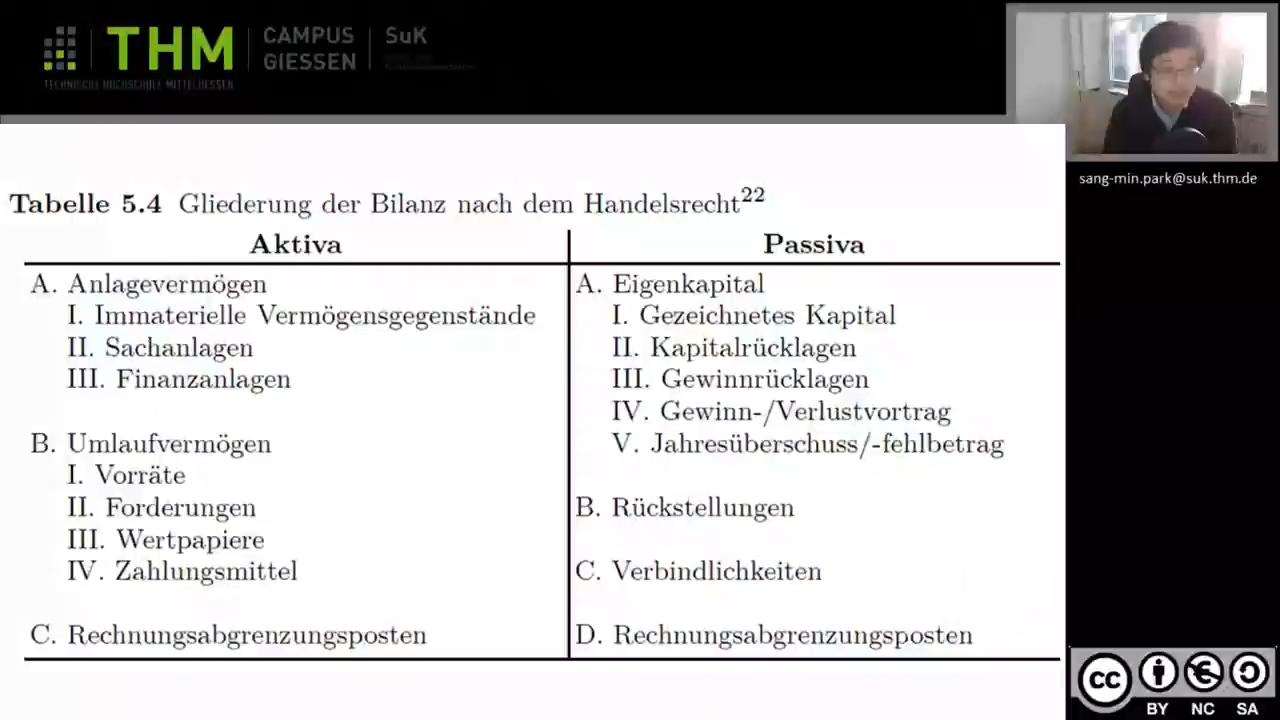 THM
CAMPUS
GIESSEN
SuK
TECHNISCHE HOCHSCHULE MITTELHESSEN
sang-min.park@suk.thm.de
Tabelle 5.4 Gliederung der Bilanz nach dem Handelsrecht22
Aktiva
A. Anlagevermögen
I. Immaterielle Vermögensgegenstände
II. Sachanlagen
III. Finanzanlagen
B. Umlaufvermögen
I. Vorräte
II. Forderungen
III. Wertpapiere
IV. Zahlungsmittel
C. Rechnungsabgrenzungsposten
Passiva
A. Eigenkapital
I. Gezeichnetes Kapital
II. Kapitalrücklagen
III. Gewinnrücklagen
IV. Gewinn-/Verlustvortrag
V. Jahresüberschuss/-fehlbetrag
B. Rückstellungen
C. Verbindlichkeiten
D. Rechnungsabgrenzungsposten
cc
BY NC SA